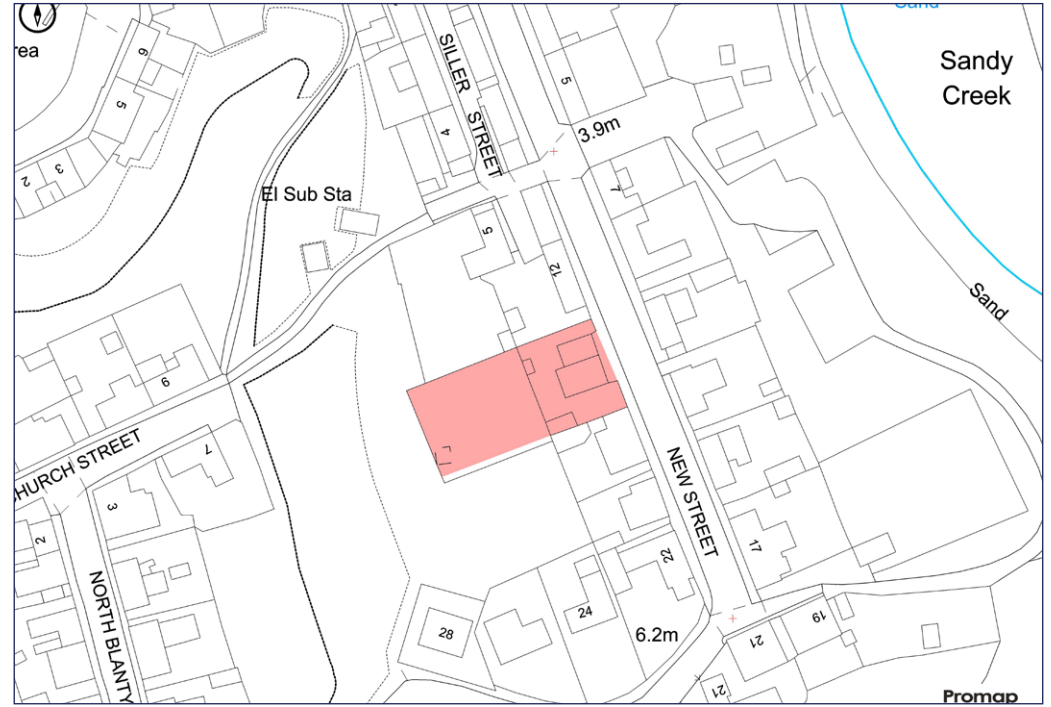 Sand
rea
6
5
3
2
SILLER STREET
4
5
3.9m
Sandy
Creek
El Sub Sta
7
5
12
Sand
9
CHURCH STREET
7
3
2
NORTH BLANTY
NEW STREET
17
22
24
28
6.2m
19
21
21
Promap